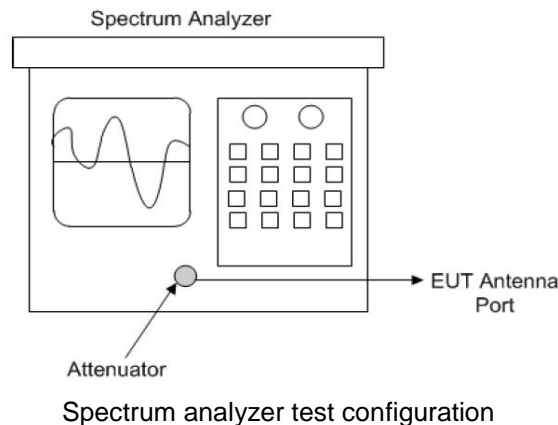 Spectrum Analyzer
EUT Antenna
Port
Attenuator
Spectrum analyzer test configuration